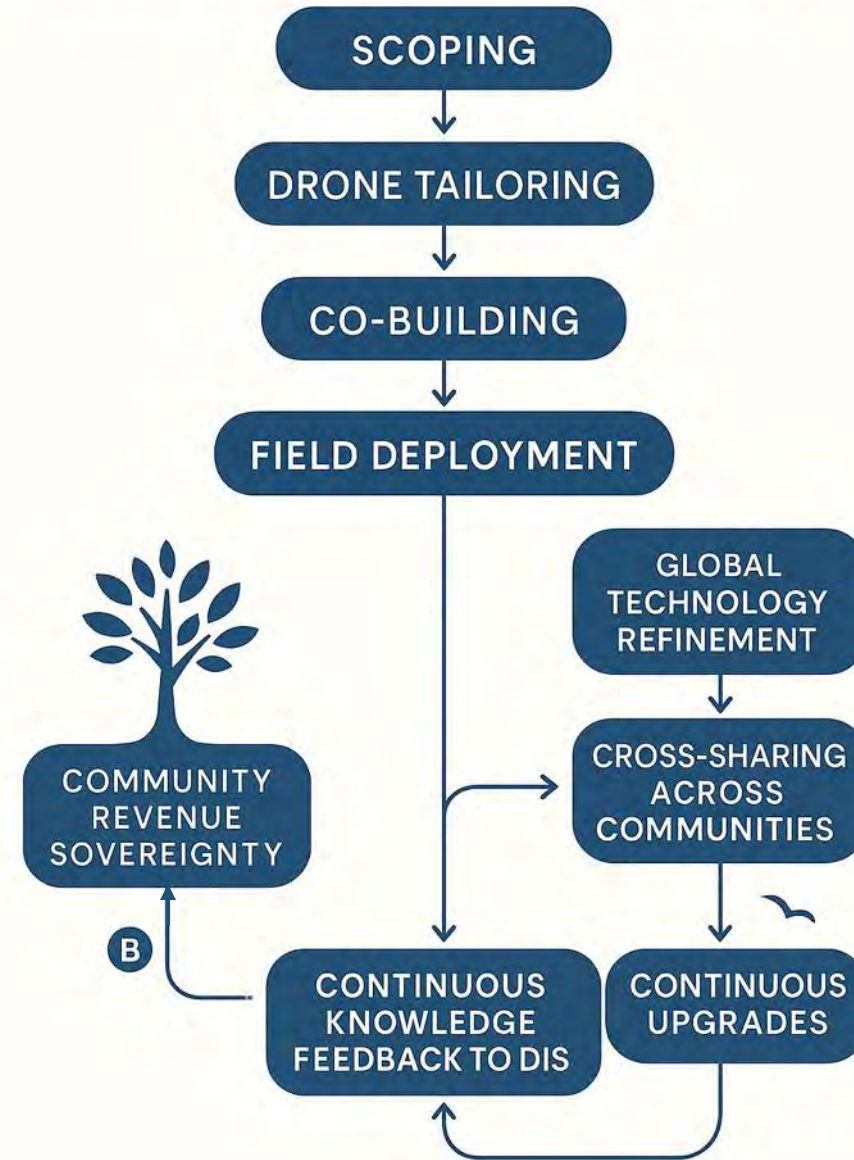 SCOPING
DRONE TAILORING
CO-BUILDING
FIELD DEPLOYMENT
GLOBAL
TECHNOLOGY
REFINEMENT
COMMUNITY
REVENUE
SOVEREIGNTY
CROSS-SHARING
ACROSS
COMMUNITIES
B
CONTINUOUS
KNOWLEDGE
FEEDBACK TO DIS
CONTINUOUS
UPGRADES